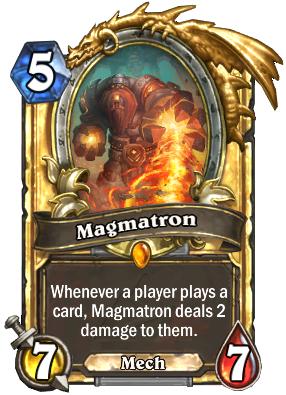 5
Magmatron
Whenever a player plays a
card, Magmatron deals 2
damage to them.
7
Mech
7